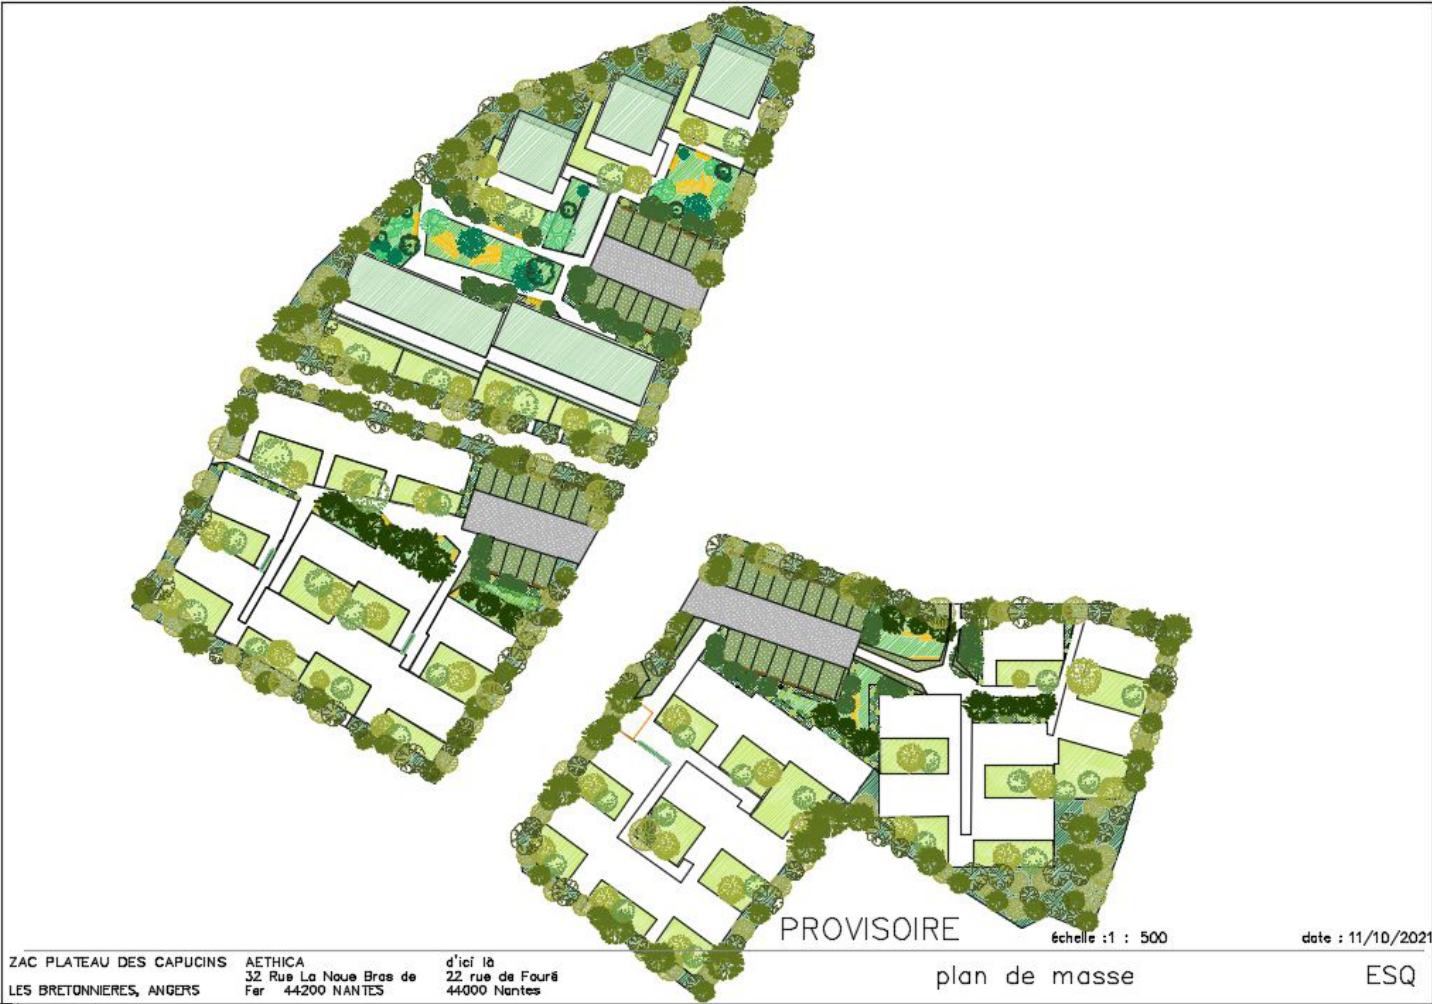 PROVISOIRE
échelle :1 : 500
date : 11/10/2021
ZAC PLATEAU DES CAPUCINS
LES BRETONNIERES, ANGERS
AETHICA
32 Rue La Noue Bras de
Fer 44200 NANTES
d'ici là
22 rue de Fouré
44000 Nantes
plan de masse
ESQ